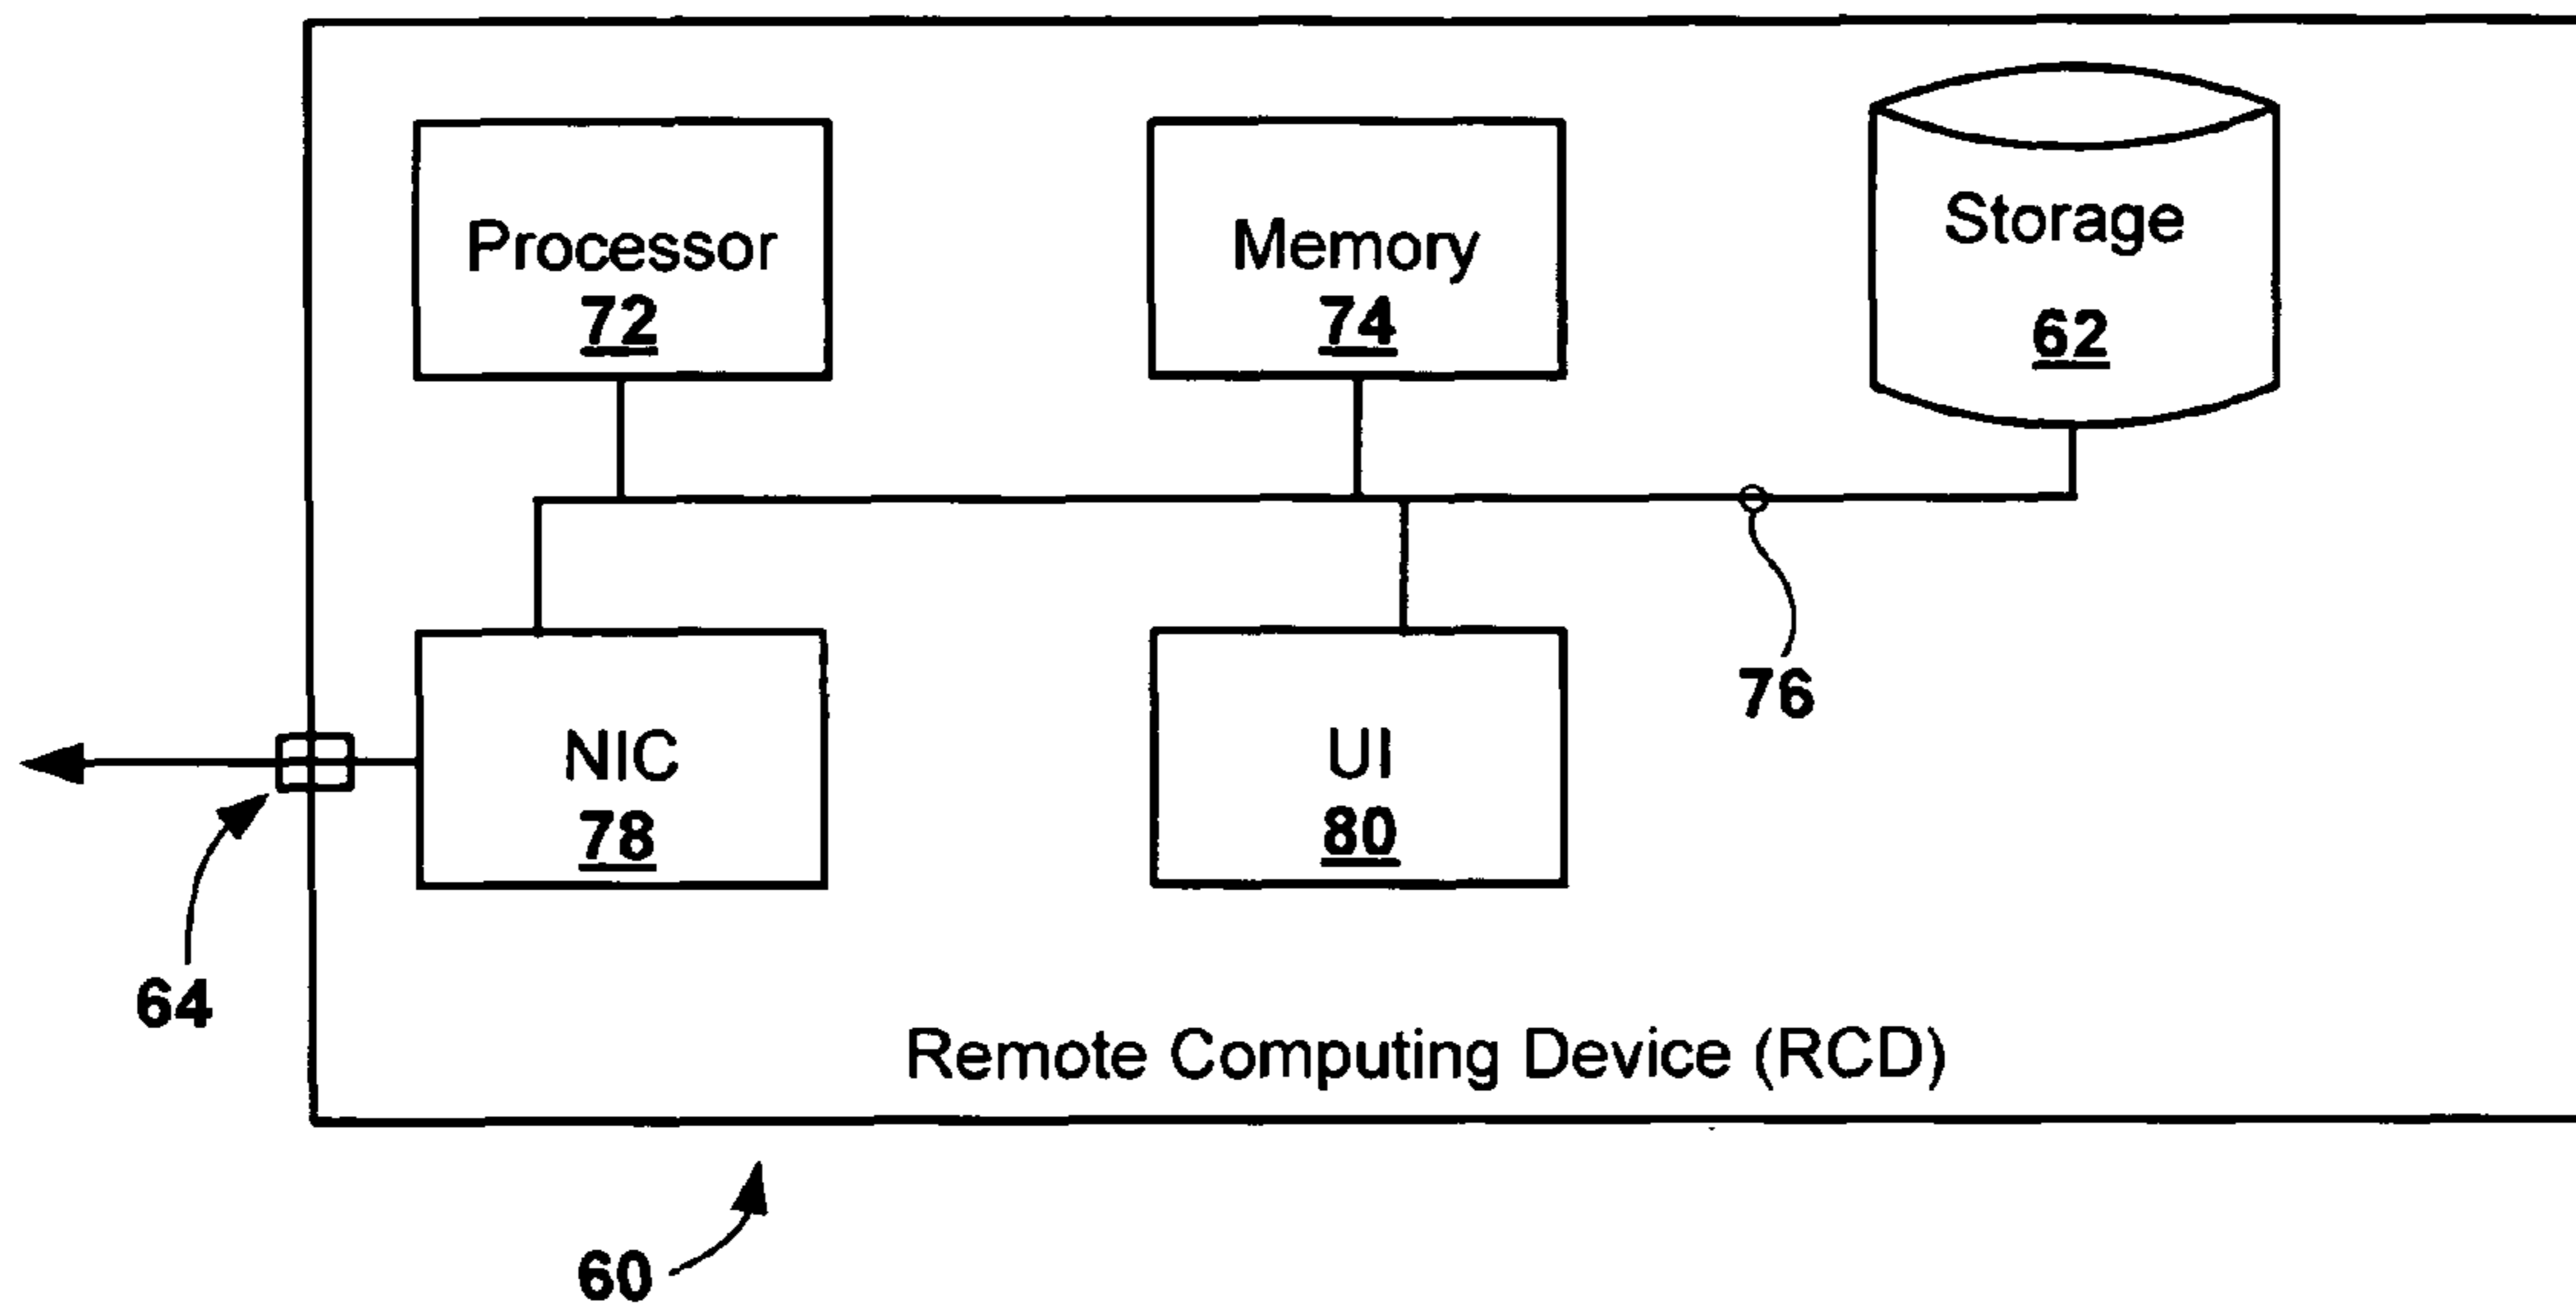 Processor
72
Memory
74
Storage
62
76
NIC
78
UI
80
64
Remote Computing Device (RCD)
60